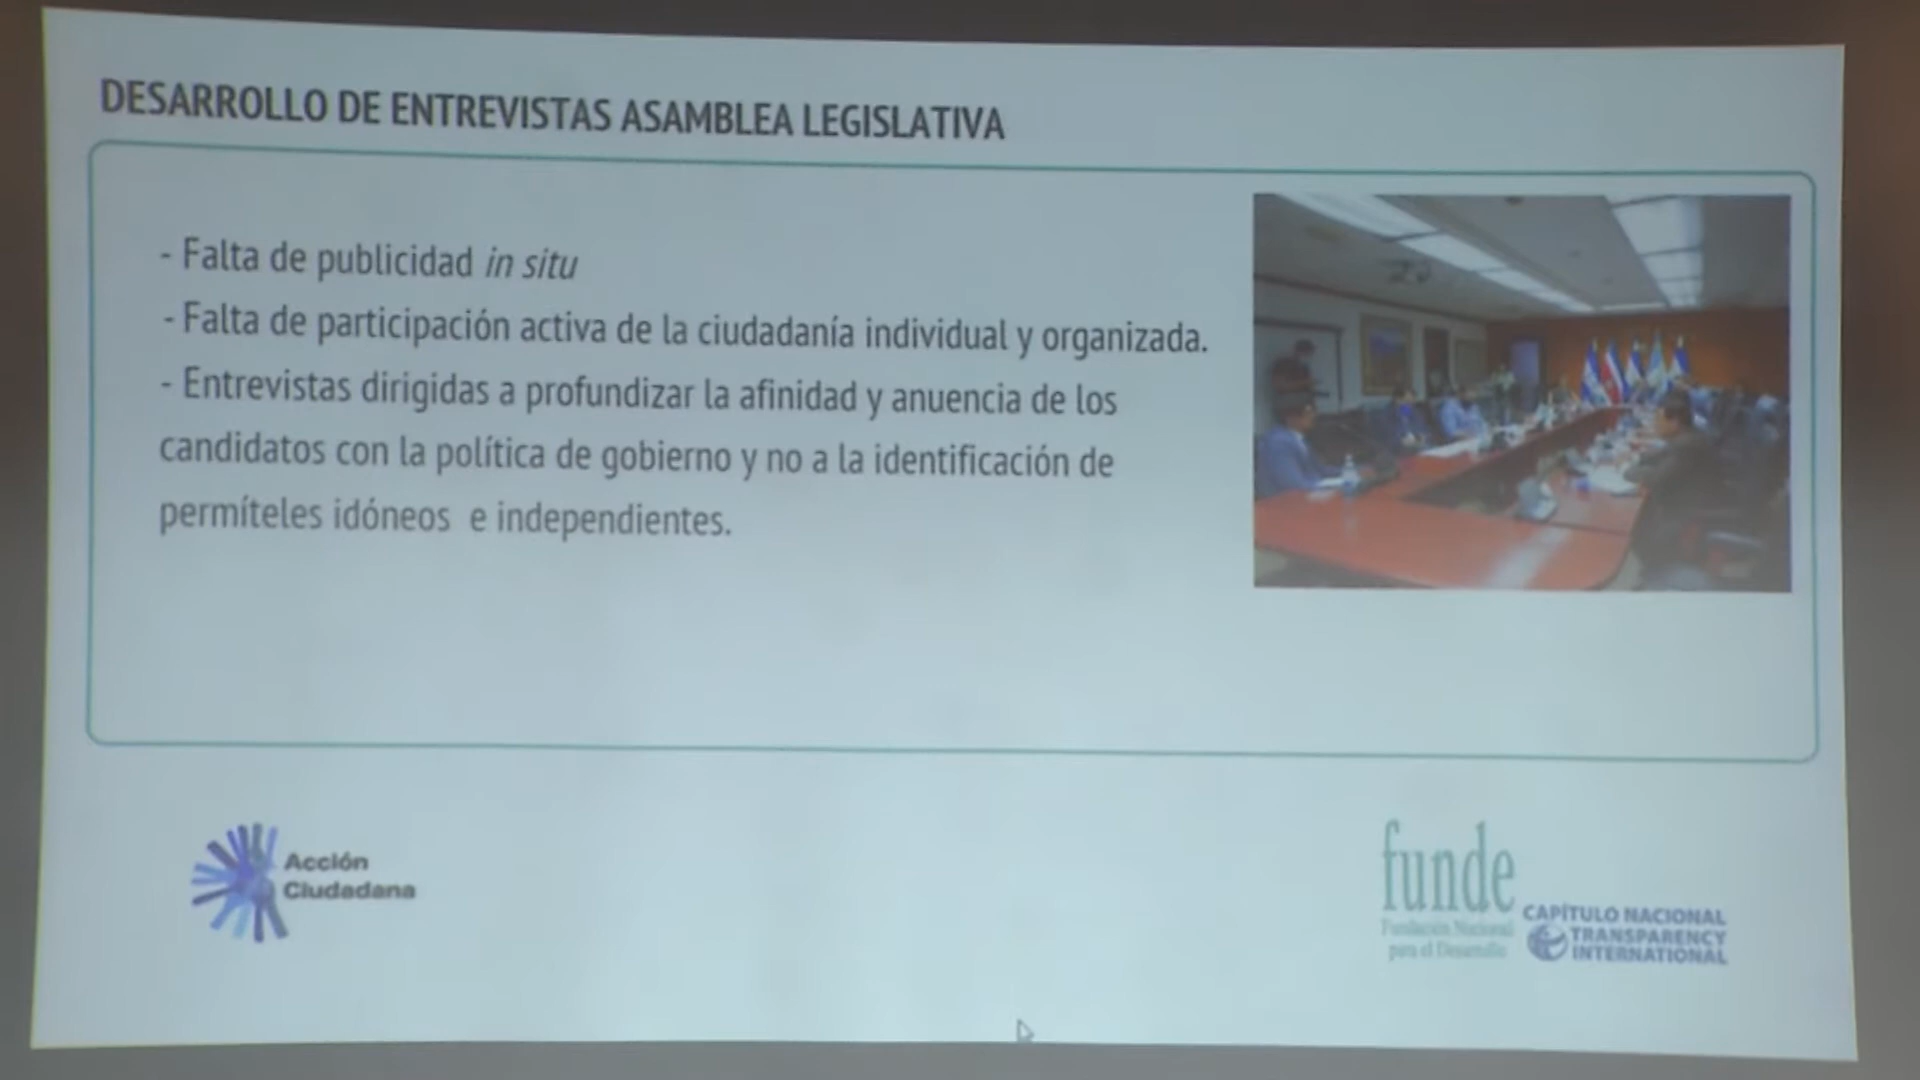 DESARROLLO DE ENTREVISTAS ASAMBLEA LEGISLATIVA
- Falta de publicidad in situ
- Falta de participación activa de la ciudadanía individual y organizada.
- Entrevistas dirigidas a profundizar la afinidad y anuencia de los
candidatos con la política de gobierno y no a la identificación de
permíteles idóneos e independientes.
Acción
Ciudadana
funde
Fundación Nacional
para el Desarrollo
CAPÍTULO NACIONAL
TRANSPARENCY
INTERNATIONAL